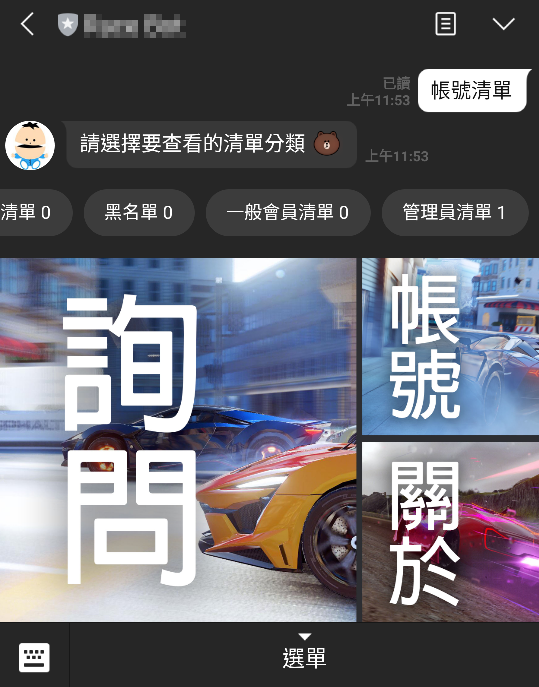 已讀
上午11:53
帳號清單
請選擇要查看的清單分類
上午11:53
清單 0
黑名單 0
一般會員清單 0
管理員清單 1
詢問
帳號
關於
選單